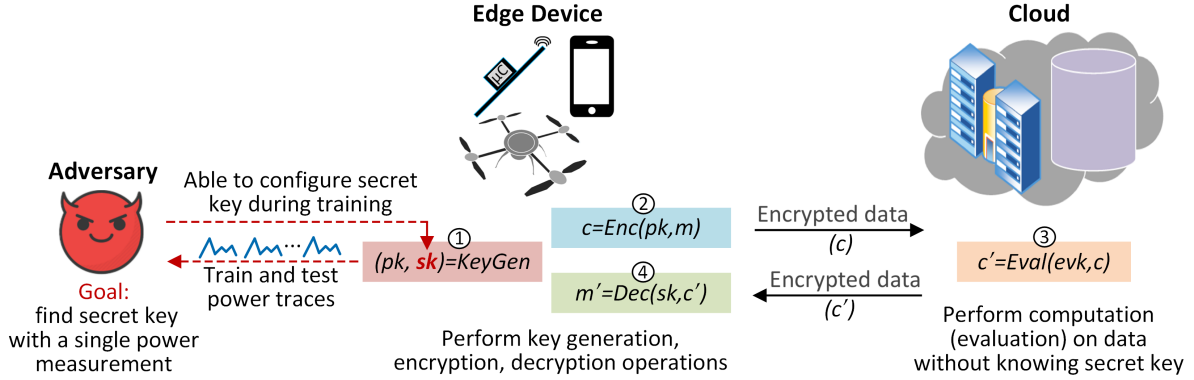 Edge Device
Cloud
μC
Adversary
Able to configure secret
key during training
Train and test
power traces
Goal:
find secret key
with a single power
measurement
①
(pk, sk)=KeyGen
②
c=Enc(pk,m)
④
m′=Dec(sk,c′)
Perform key generation,
encryption, decryption operations
Encrypted data
(c)
Encrypted data
(c′)
③
c′=Eval(evk,c)
Perform computation
(evaluation) on data
without knowing secret key